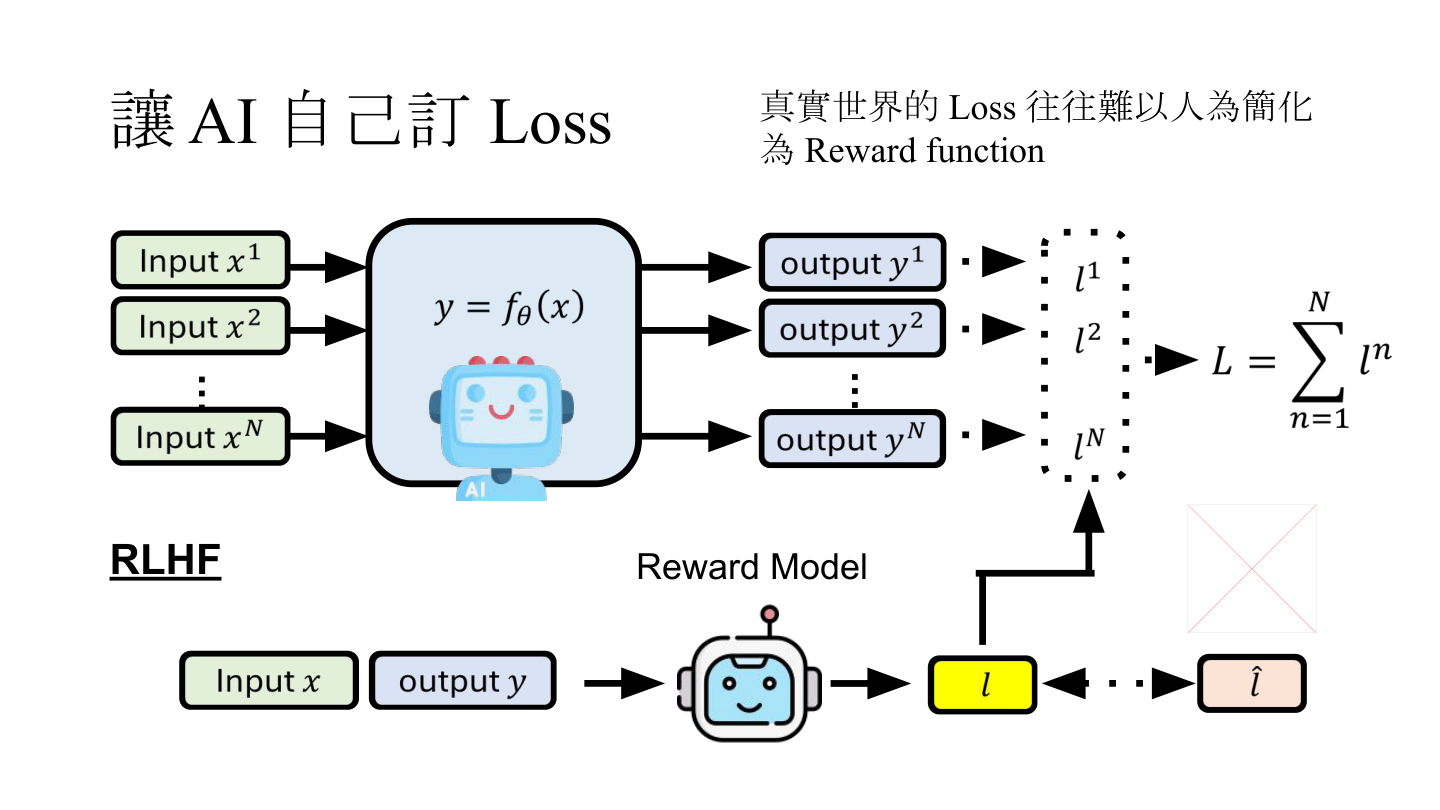 讓 AI 自己訂 Loss
真實世界的 Loss 往往難以人為簡化
為 Reward function
Input x¹
Input x²
⋮
Input xᴺ
y = f_θ(x)
AI
output y¹
output y²
⋮
output yᴺ
l¹
l²
lᴺ
L = ∑_{n=1}^{N} lⁿ
RLHF
Reward Model
Input x
output y
l
l̂